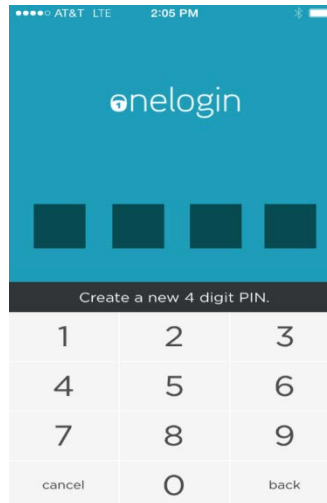 AT&T LTE 2:05 PM
onelogin
Create a new 4 digit PIN.
1 2 3
4 5 6
7 8 9
cancel 0 back